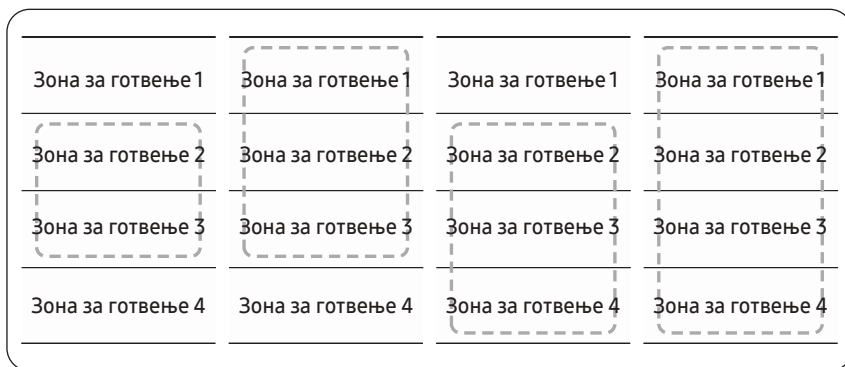 Зона за готвење 1 Зона за готвење 1 Зона за готвење 1 Зона за готвење 1
Зона за готвење 2 Зона за готвење 2 Зона за готвење 2 Зона за готвење 2
Зона за готвење 3 Зона за готвење 3 Зона за готвење 3 Зона за готвење 3
Зона за готвење 4 Зона за готвење 4 Зона за готвење 4 Зона за готвење 4